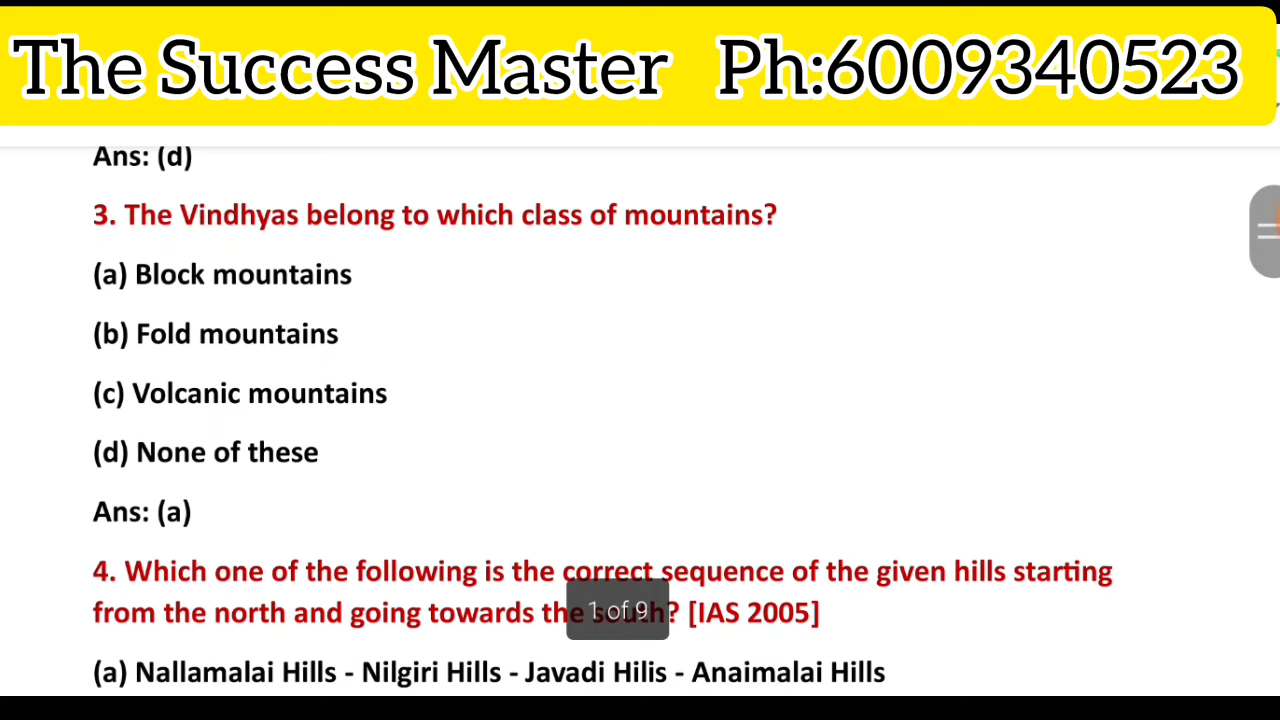 The Success Master Ph:6009340523
Ans: (d)
3. The Vindhyas belong to which class of mountains?
(a) Block mountains
(b) Fold mountains
(c) Volcanic mountains
(d) None of these
Ans: (a)
4. Which one of the following is the correct sequence of the given hills starting
from the north and going towards the south? [IAS 2005]
1 of 9
(a) Nallamalai Hills - Nilgiri Hills - Javadi Hilis - Anaimalai Hills